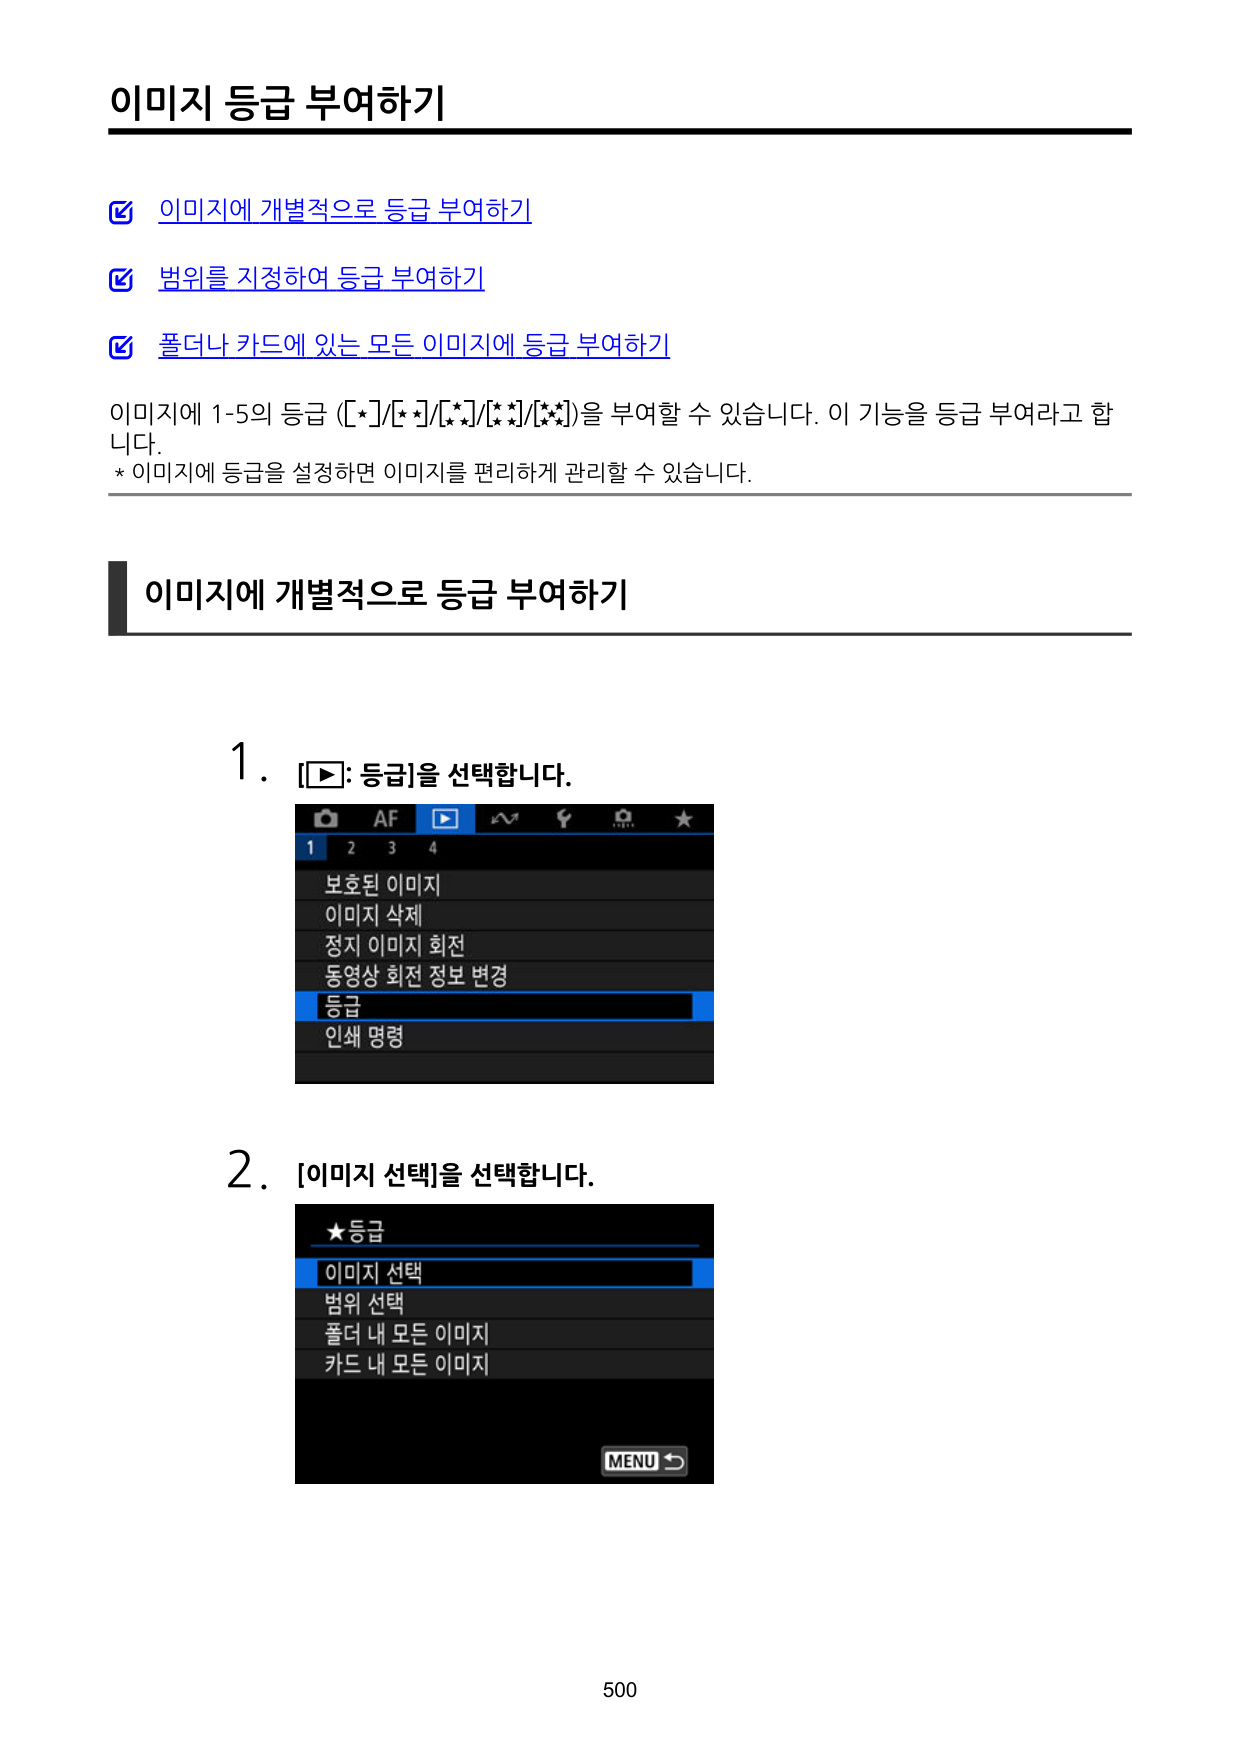 이미지 등급 부여하기
이미지에 개별적으로 등급 부여하기
범위를 지정하여 등급 부여하기
폴더나 카드에 있는 모든 이미지에 등급 부여하기
이미지에 1-5의 등급 ([★]/[★★]/[★★★]/[★★★★]/[★★★★★])을 부여할 수 있습니다. 이 기능을 등급 부여라고 합
니다.
* 이미지에 등급을 설정하면 이미지를 편리하게 관리할 수 있습니다.
이미지에 개별적으로 등급 부여하기
1. [▶: 등급]을 선택합니다.
AF ★
1 2 3 4
보호된 이미지
이미지 삭제
정지 이미지 회전
동영상 회전 정보 변경
등급
인쇄 명령
2. [이미지 선택]을 선택합니다.
★등급
이미지 선택
범위 선택
폴더 내 모든 이미지
카드 내 모든 이미지
MENU
500